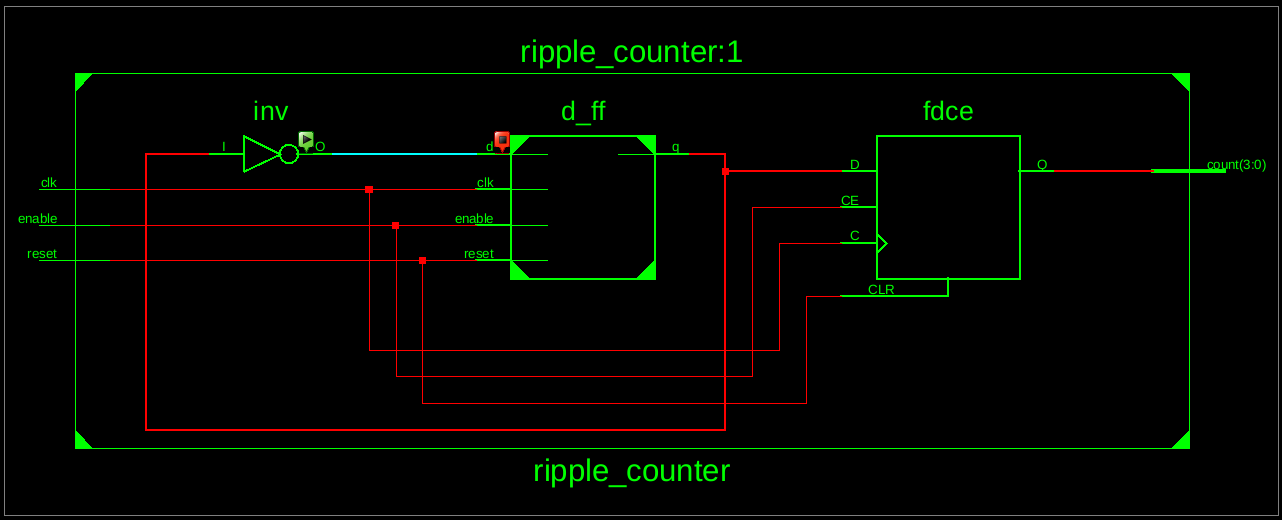 ripple_counter:1
inv
d_ff
fdce
I
O
d
q
D
Q
count(3:0)
clk
clk
CE
enable
enable
C
reset
reset
CLR
ripple_counter